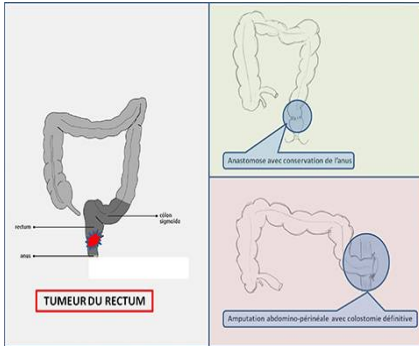 côlon
sigmoïde
rectum
anus
TUMEUR DU RECTUM
Anastomose avec conservation de l'anus
Amputation abdomino-périnéale avec colostomie définitive